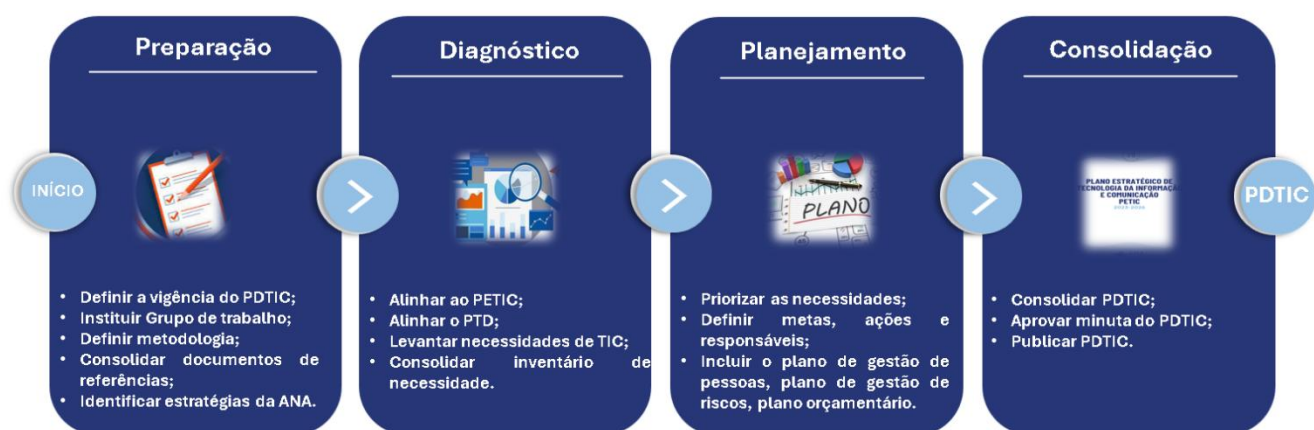 Preparação
INÍCIO
• Definir a vigência do PDTIC;
• Instituir Grupo de trabalho;
• Definir metodologia;
• Consolidar documentos de
referências;
• Identificar estratégias da ANA.
Diagnóstico
• Alinhar ao PETIC;
• Alinhar o PTD;
• Levantar necessidades de TIC;
• Consolidar inventário de
necessidade.
Planejamento
PLANO
• Priorizar as necessidades;
• Definir metas, ações e
responsáveis;
• Incluir o plano de gestão de
pessoas, plano de gestão de
riscos, plano orçamentário.
Consolidação
PLANO ESTRATÉGICO DE
TECNOLOGIA DA INFORMAÇÃO
E COMUNICAÇÃO
PETIC
PDTIC
• Consolidar PDTIC;
• Aprovar minuta do PDTIC;
• Publicar PDTIC.